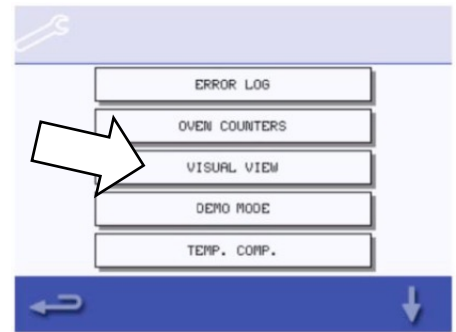 ERROR LOG
OVEN COUNTERS
VISUAL VIEW
DEMO MODE
TEMP. COMP.